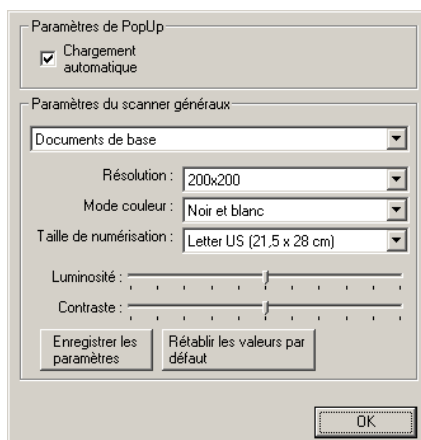 Paramètres de PopUp
Chargement
automatique
Paramètres du scanner généraux
Documents de base
Résolution : 200x200
Mode couleur : Noir et blanc
Taille de numérisation : Letter US (21,5 x 28 cm)
Luminosité :
Contraste :
Enregistrer les
paramètres
Rétablir les valeurs par
défaut
OK